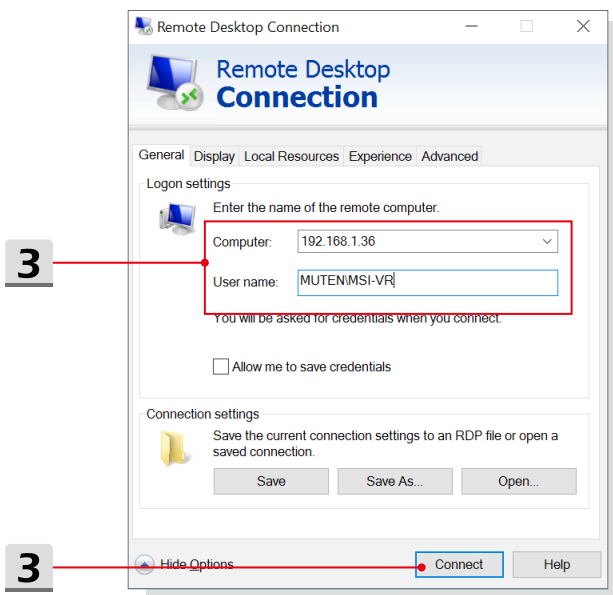 Remote Desktop Connection
Remote Desktop
Connection
General Display Local Resources Experience Advanced
Logon settings
Enter the name of the remote computer.
3
Computer: 192.168.1.36
User name: MUTEN\MSI-VR
You will be asked for credentials when you connect.
Allow me to save credentials
Connection settings
Save the current connection settings to an RDP file or open a
saved connection.
Save Save As... Open...
3
Hide Options Connect Help